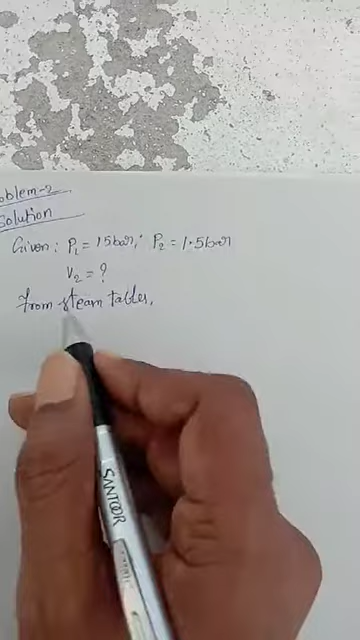 oblem-2
Solution
Given: P₁ = 15bar, P₂ = 1.5bar
V₂ = ?
From steam tables,
SANTOOR